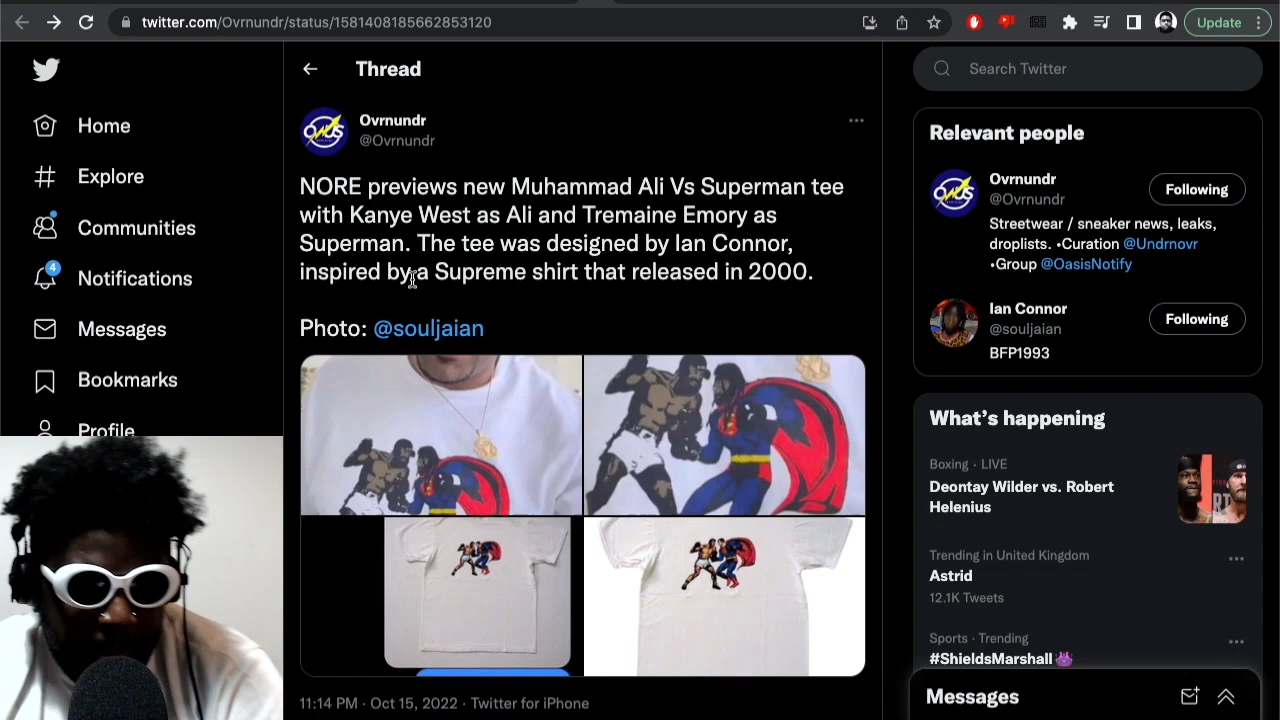 twitter.com/Ovrnundr/status/1581408185662853120
Update
Home
Explore
Communities
4
Notifications
Messages
Bookmarks
Profile
Thread
Ovrnundr
@Ovrnundr
NORE previews new Muhammad Ali Vs Superman tee
with Kanye West as Ali and Tremaine Emory as
Superman. The tee was designed by Ian Connor,
inspired by a Supreme shirt that released in 2000.
Photo: @souljaian
11:14 PM · Oct 15, 2022 · Twitter for iPhone
Search Twitter
Relevant people
Ovrnundr
@Ovrnundr
Following
Streetwear / sneaker news, leaks,
droplists. •Curation @Undrnovr
•Group @OasisNotify
Ian Connor
@souljaian
Following
BFP1993
What's happening
Boxing · LIVE
Deontay Wilder vs. Robert
Helenius
Trending in United Kingdom
Astrid
12.1K Tweets
Sports · Trending
#ShieldsMarshall
Messages